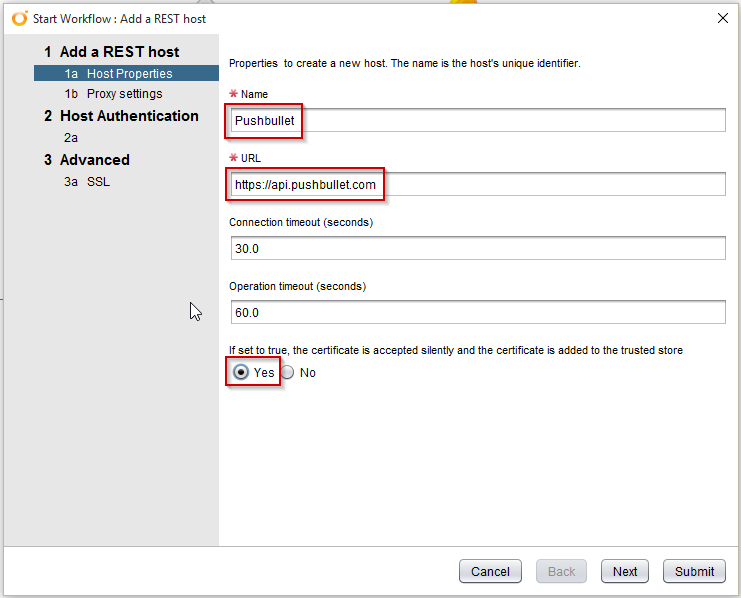 Start Workflow : Add a REST host
1 Add a REST host
1a Host Properties
1b Proxy settings
2 Host Authentication
2a
3 Advanced
3a SSL
Properties to create a new host. The name is the host's unique identifier.
* Name
Pushbullet
* URL
https://api.pushbullet.com
Connection timeout (seconds)
30.0
Operation timeout (seconds)
60.0
If set to true, the certificate is accepted silently and the certificate is added to the trusted store
Yes No
Cancel Back Next Submit